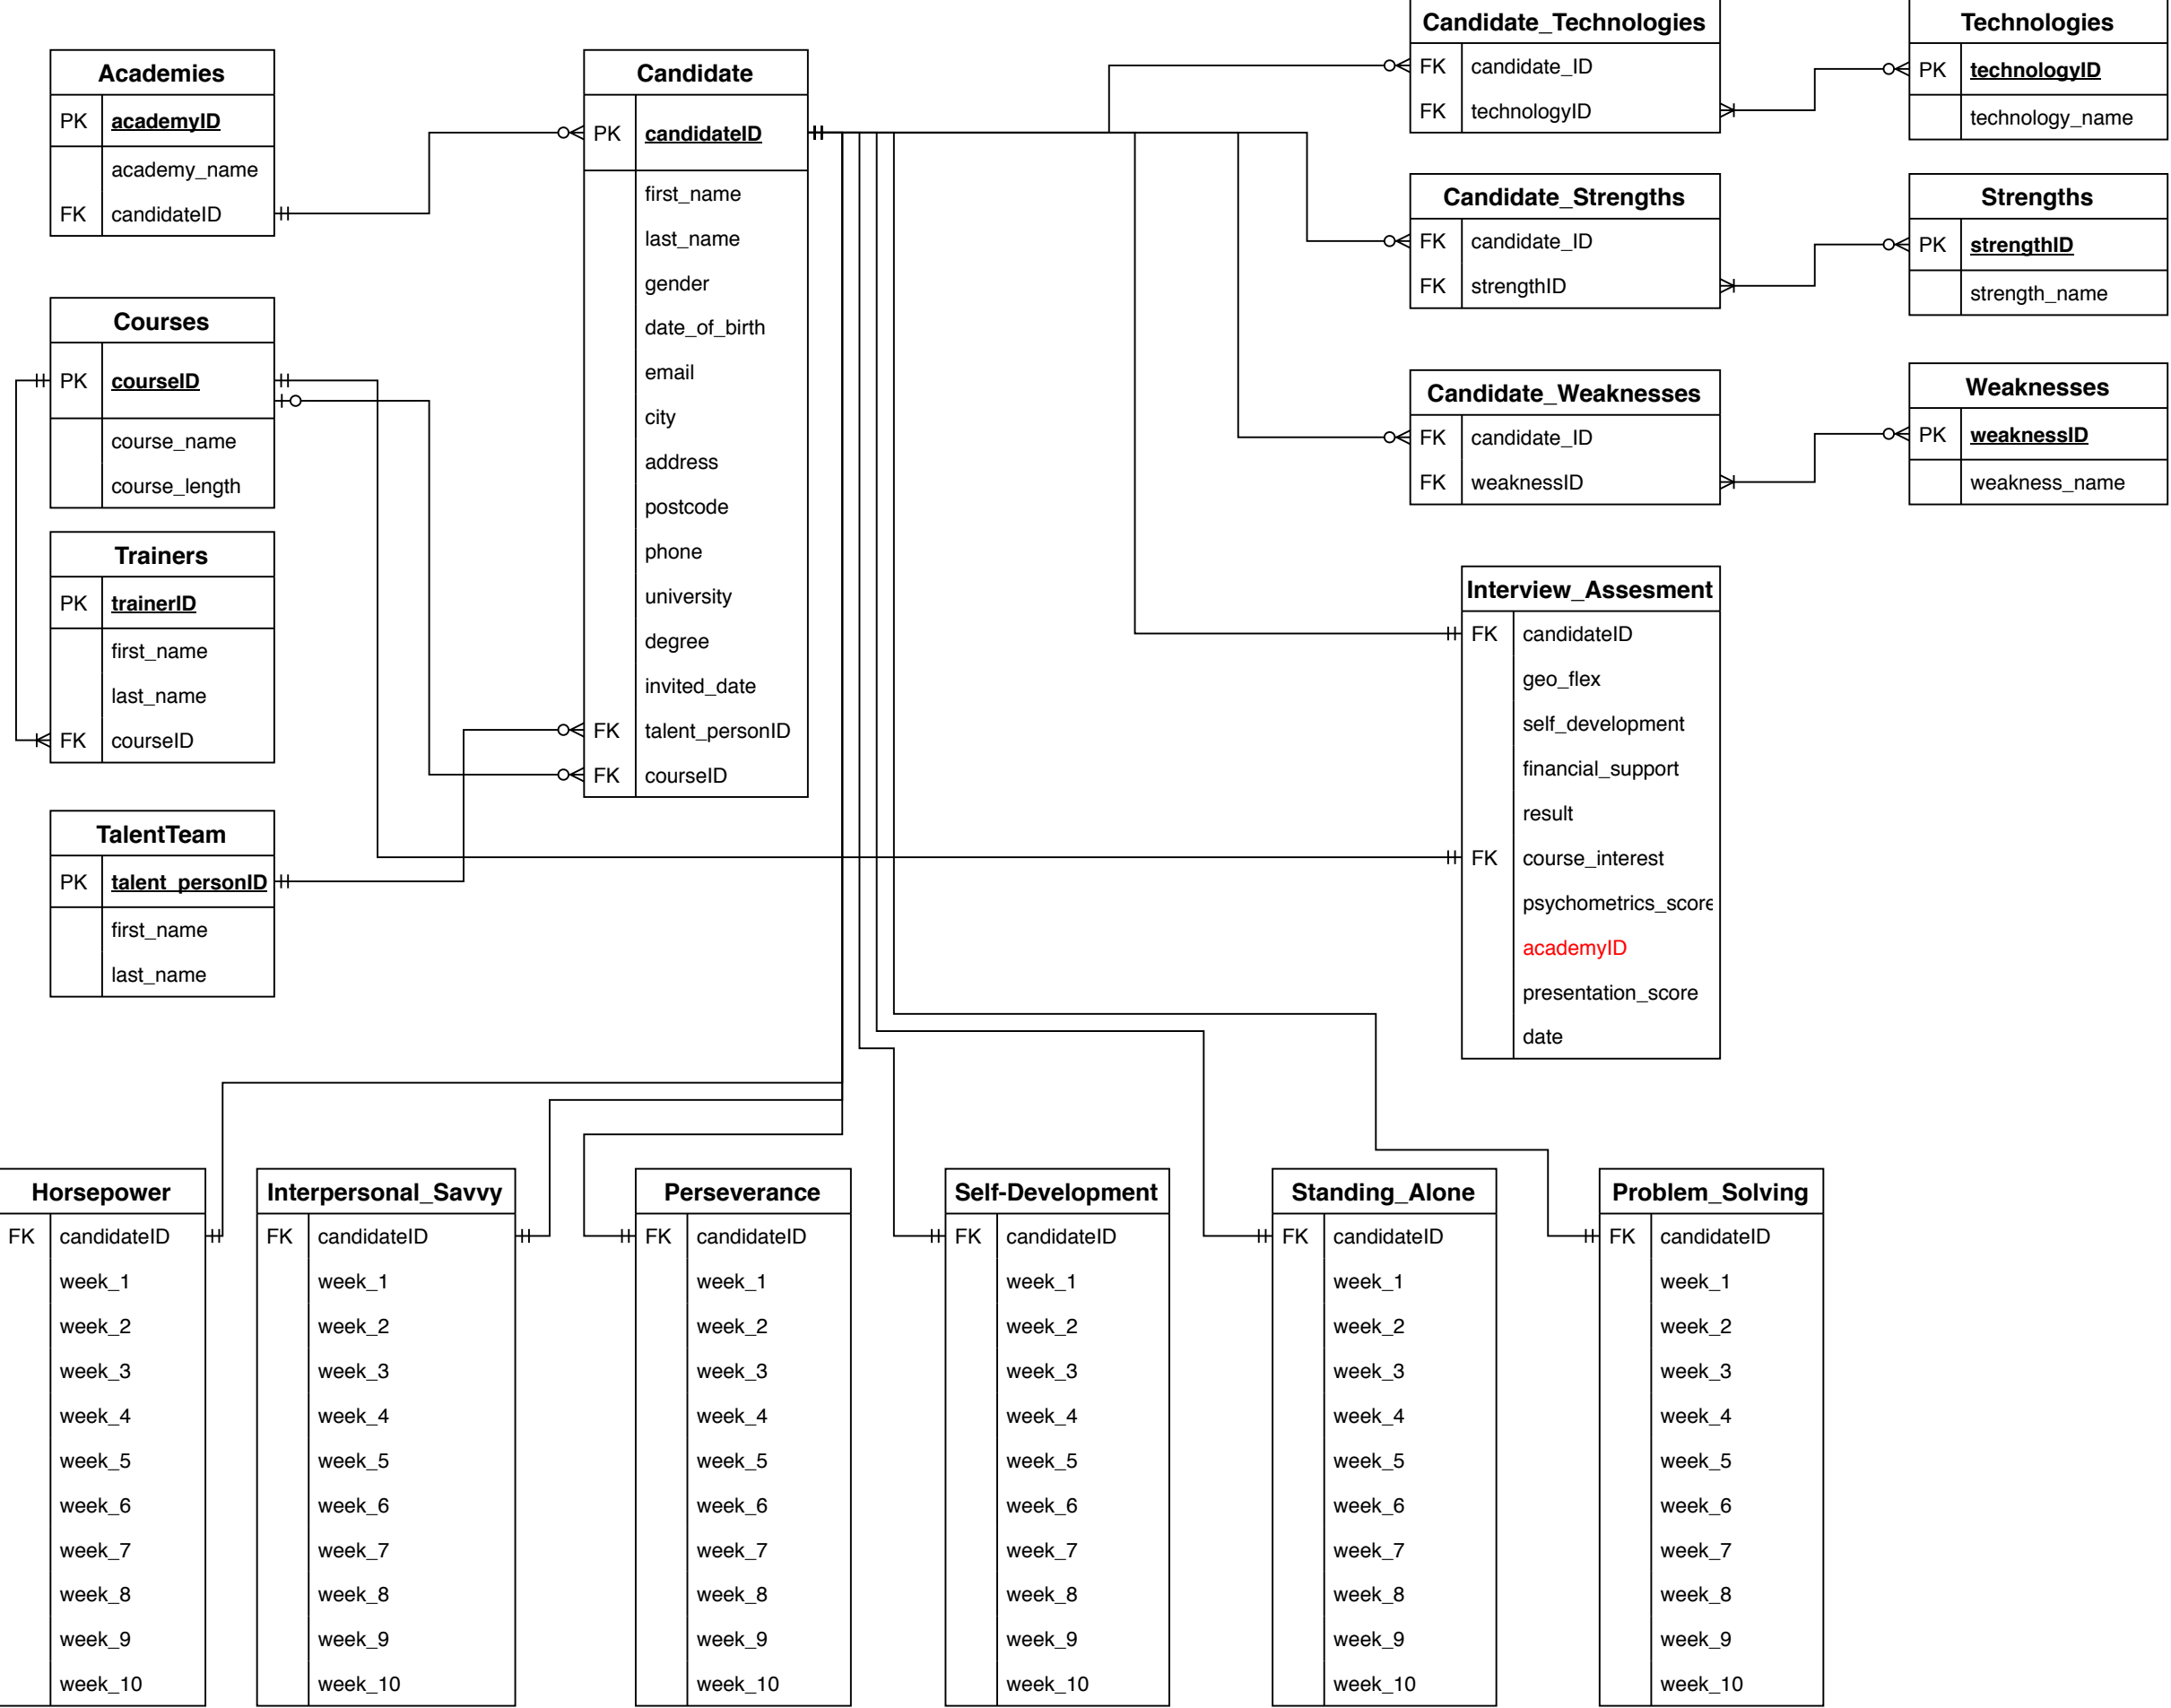 Academies
PK academyID
academy_name
FK candidateID
Courses
PK courseID
course_name
course_length
Trainers
PK trainerID
first_name
last_name
FK courseID
TalentTeam
PK talent_personID
first_name
last_name
Candidate
PK candidateID
first_name
last_name
gender
date_of_birth
email
city
address
postcode
phone
university
degree
invited_date
FK talent_personID
FK courseID
Candidate_Technologies
FK candidate_ID
FK technologyID
Technologies
PK technologyID
technology_name
Candidate_Strengths
FK candidate_ID
FK strengthID
Strengths
PK strengthID
strength_name
Candidate_Weaknesses
FK candidate_ID
FK weaknessID
Weaknesses
PK weaknessID
weakness_name
Interview_Assesment
FK candidateID
geo_flex
self_development
financial_support
result
FK course_interest
psychometrics_score
academyID
presentation_score
date
Horsepower
FK candidateID
week_1
week_2
week_3
week_4
week_5
week_6
week_7
week_8
week_9
week_10
Interpersonal_Savvy
FK candidateID
week_1
week_2
week_3
week_4
week_5
week_6
week_7
week_8
week_9
week_10
Perseverance
FK candidateID
week_1
week_2
week_3
week_4
week_5
week_6
week_7
week_8
week_9
week_10
Self-Development
FK candidateID
week_1
week_2
week_3
week_4
week_5
week_6
week_7
week_8
week_9
week_10
Standing_Alone
FK candidateID
week_1
week_2
week_3
week_4
week_5
week_6
week_7
week_8
week_9
week_10
Problem_Solving
FK candidateID
week_1
week_2
week_3
week_4
week_5
week_6
week_7
week_8
week_9
week_10